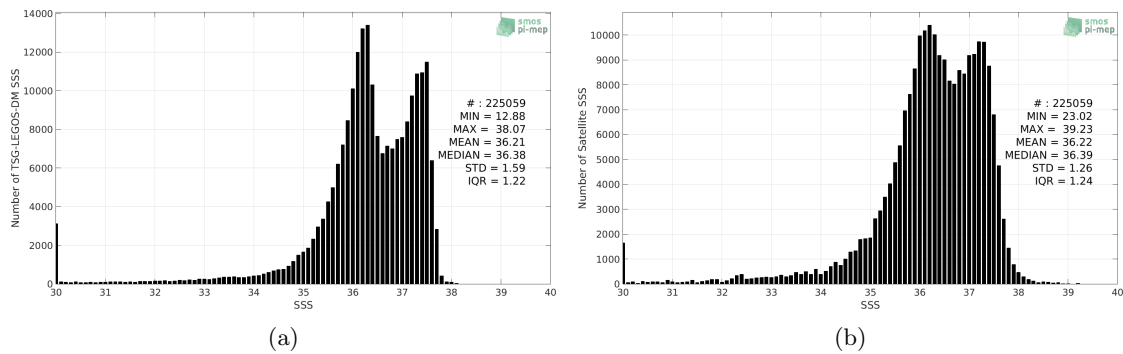 14000
12000
10000
8000
6000
4000
2000
0
Number of TSG-LEGOS-DM SSS
smos
pi-mep
# : 225059
MIN = 12.88
MAX = 38.07
MEAN = 36.21
MEDIAN = 36.38
STD = 1.59
IQR = 1.22
30 31 32 33 34 35 36 37 38 39 40
SSS
(a)
10000
9000
8000
7000
6000
5000
4000
3000
2000
1000
0
Number of Satellite SSS
smos
pi-mep
# : 225059
MIN = 23.02
MAX = 39.23
MEAN = 36.22
MEDIAN = 36.39
STD = 1.26
IQR = 1.24
30 31 32 33 34 35 36 37 38 39 40
SSS
(b)